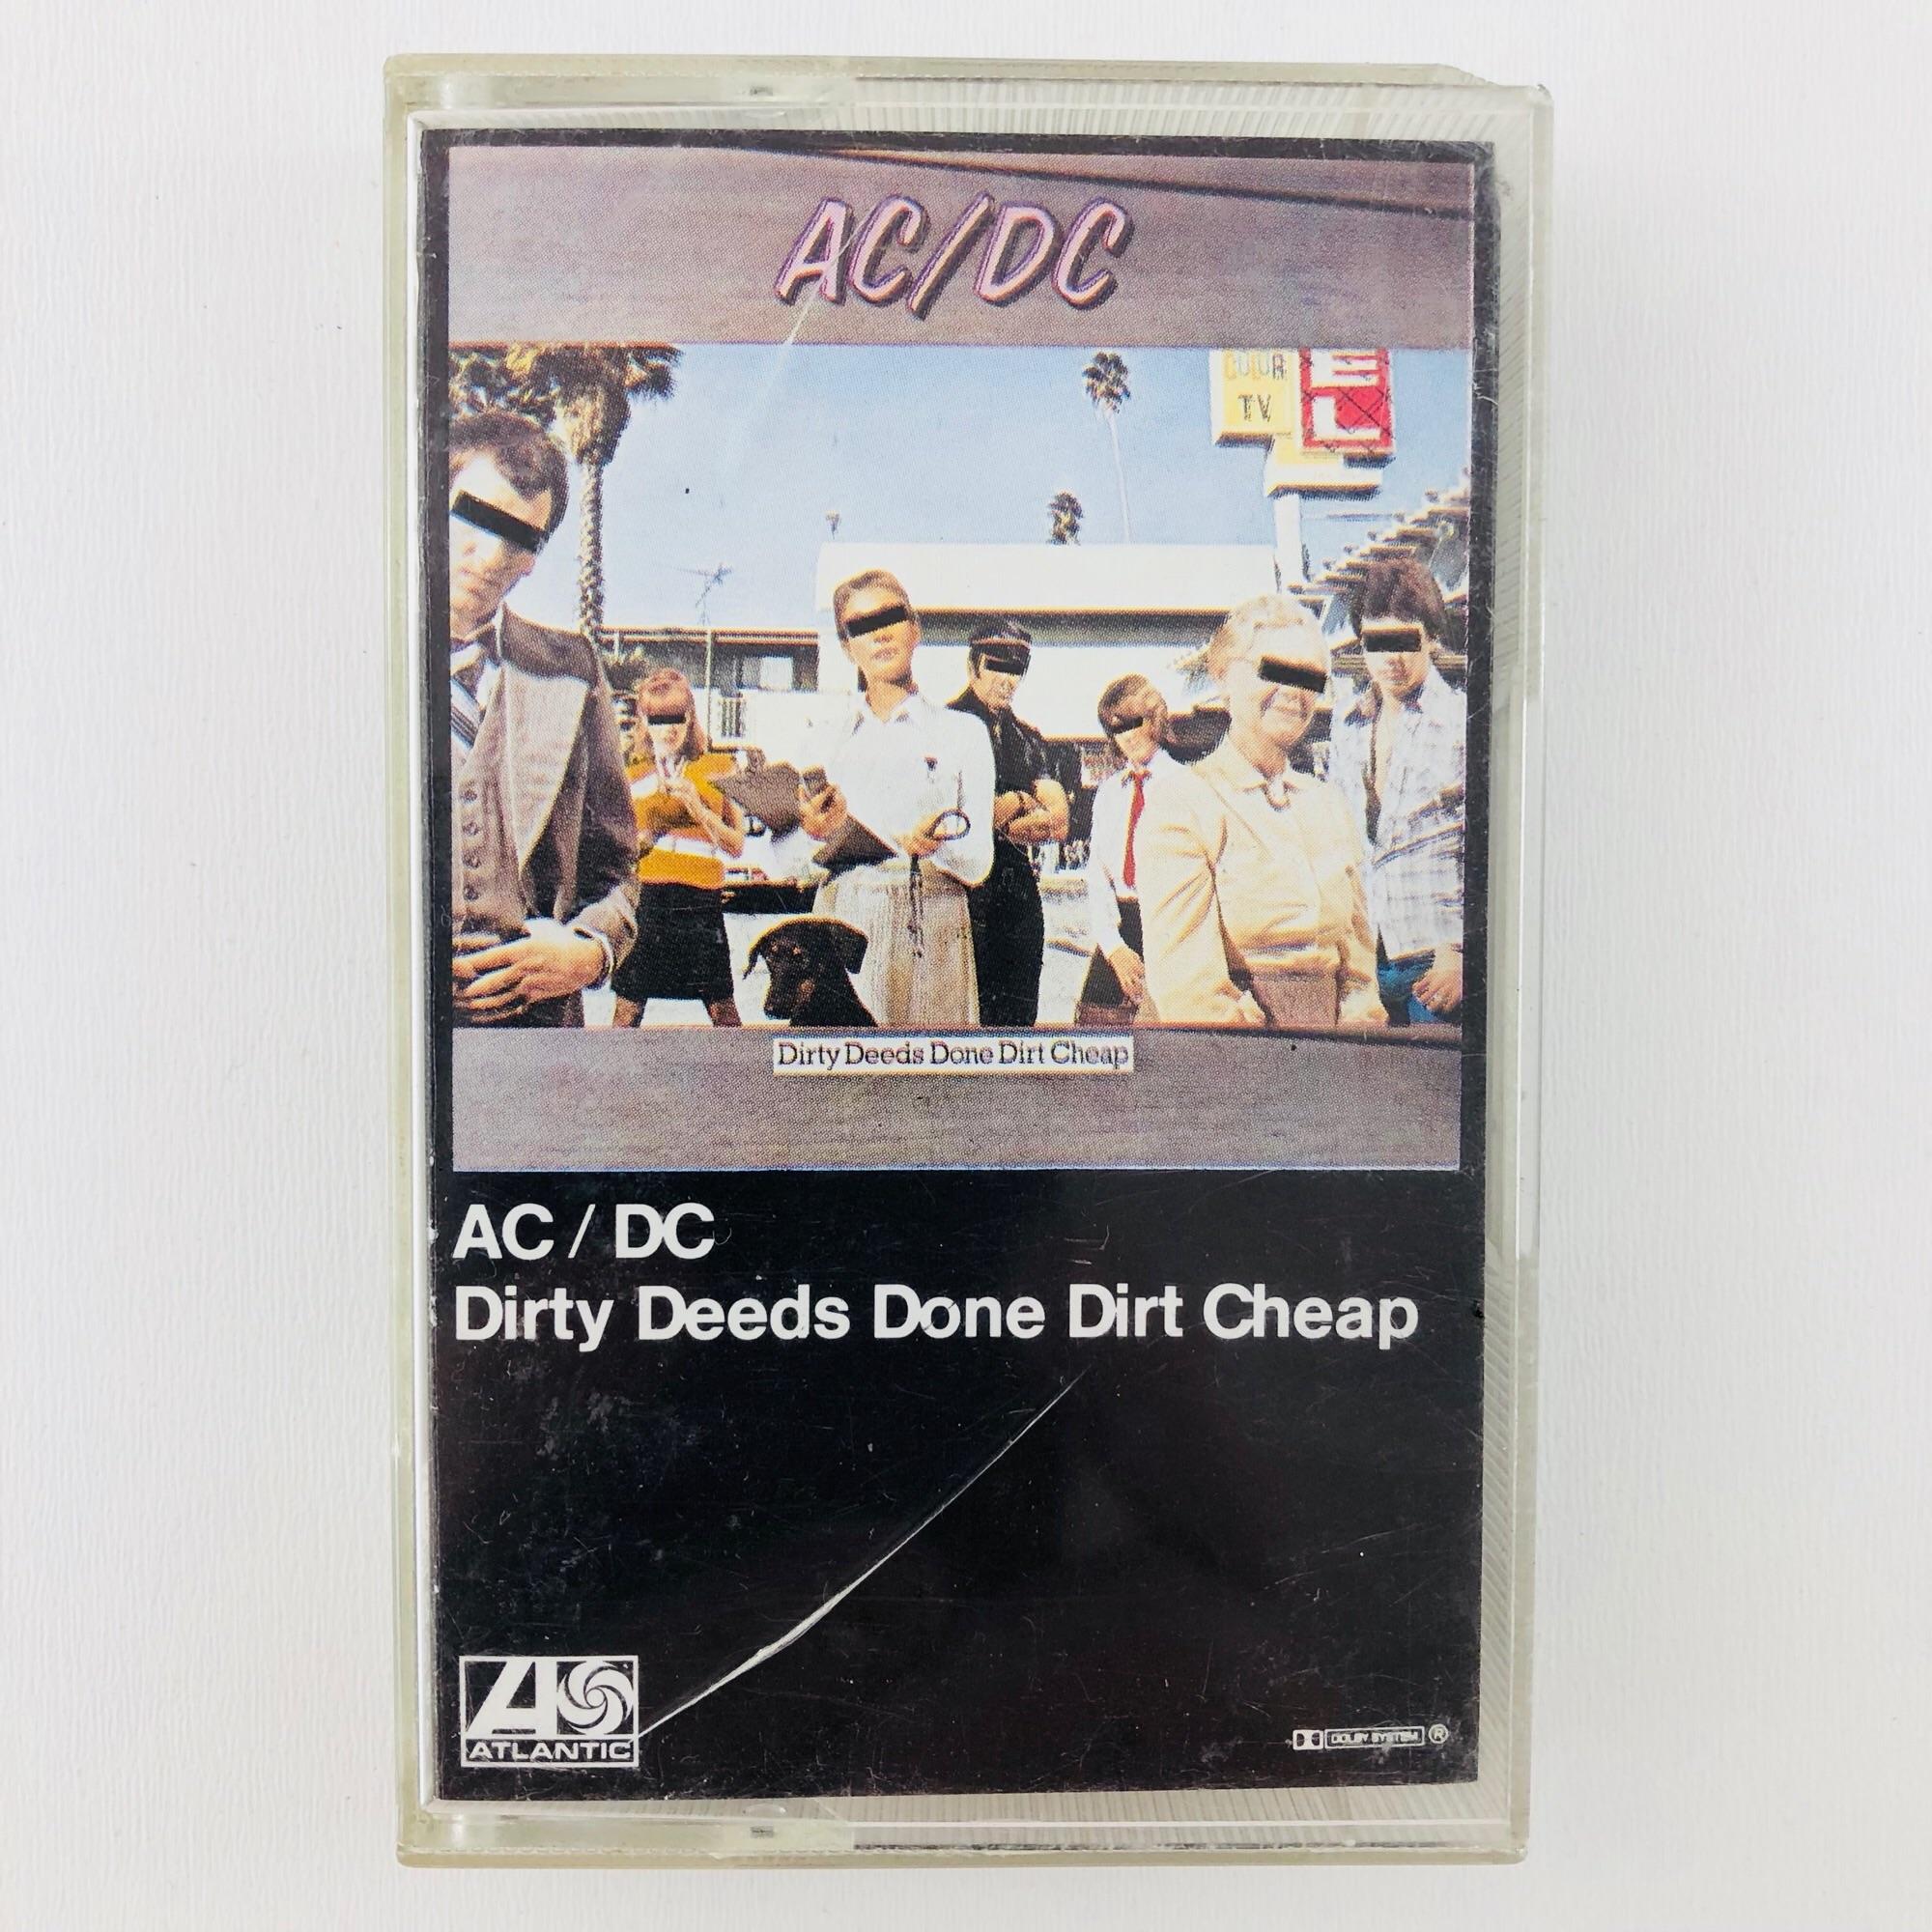 AC/DC
COLOR
TV
EL
Dirty Deeds Done Dirt Cheap
AC / DC
Dirty Deeds Done Dirt Cheap
ATLANTIC
DOLBY SYSTEM ®